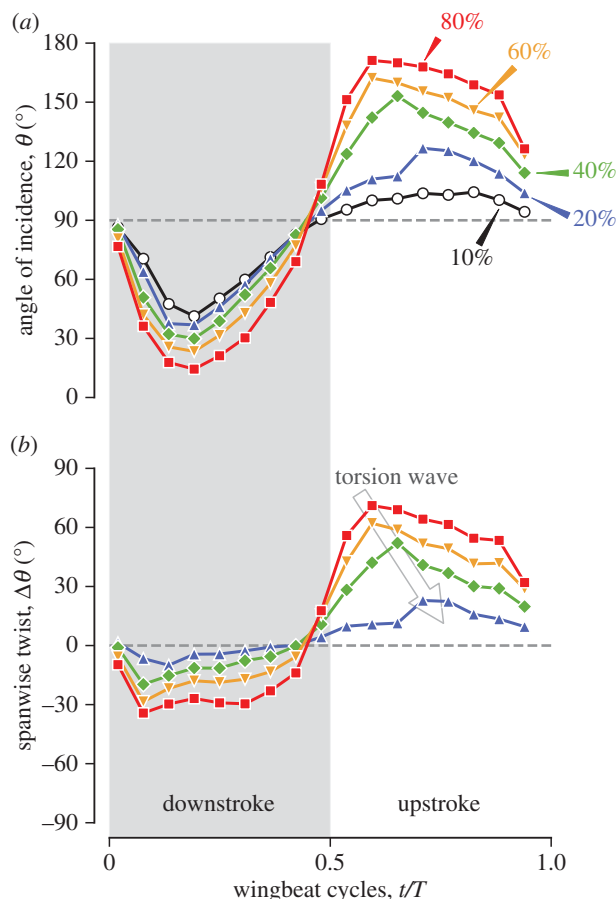 (a)
180
150
120
90
60
30
0
angle of incidence, θ (°)
80%
60%
40%
20%
10%
(b)
90
60
30
0
–30
–60
–90
spanwise twist, Δθ (°)
torsion wave
downstroke
upstroke
0
0.5
1.0
wingbeat cycles, t/T